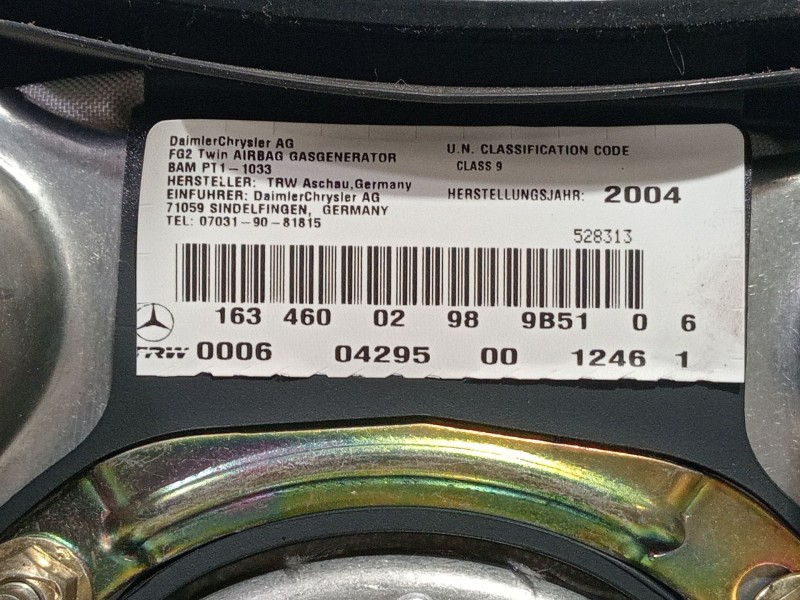 DaimlerChrysler AG
FG2 Twin AIRBAG GASGENERATOR
BAM PT1-1033
HERSTELLER: TRW Aschau,Germany
EINFUHRER: DaimlerChrysler AG
71059 SINDELFINGEN, GERMANY
TEL: 07031-90-81815
U.N. CLASSIFICATION CODE
CLASS 9
HERSTELLUNGSJAHR: 2004
528313
163 460 02 98 9B51 0 6
TRW 0006 04295 00 1246 1